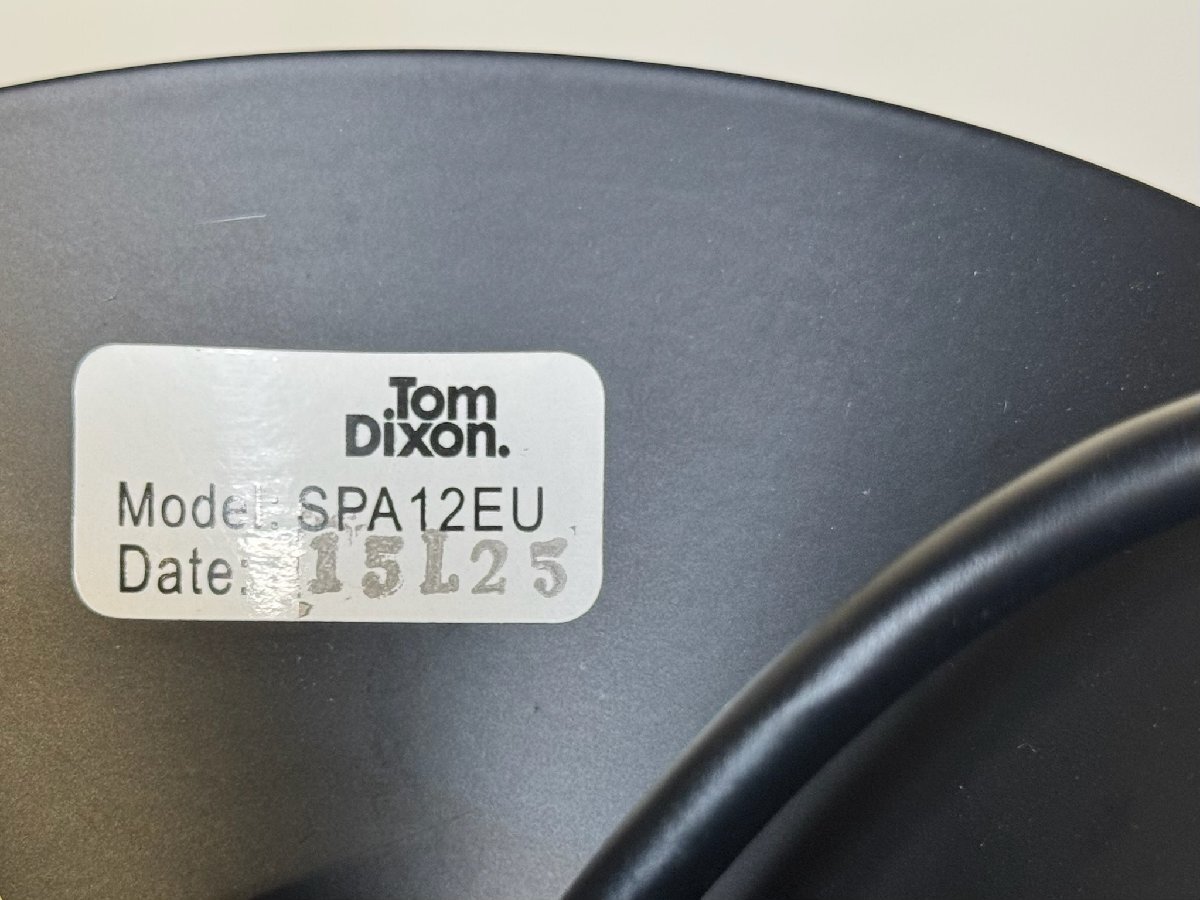 Tom
Dixon.
Model: SPA12EU
Date: 15L25